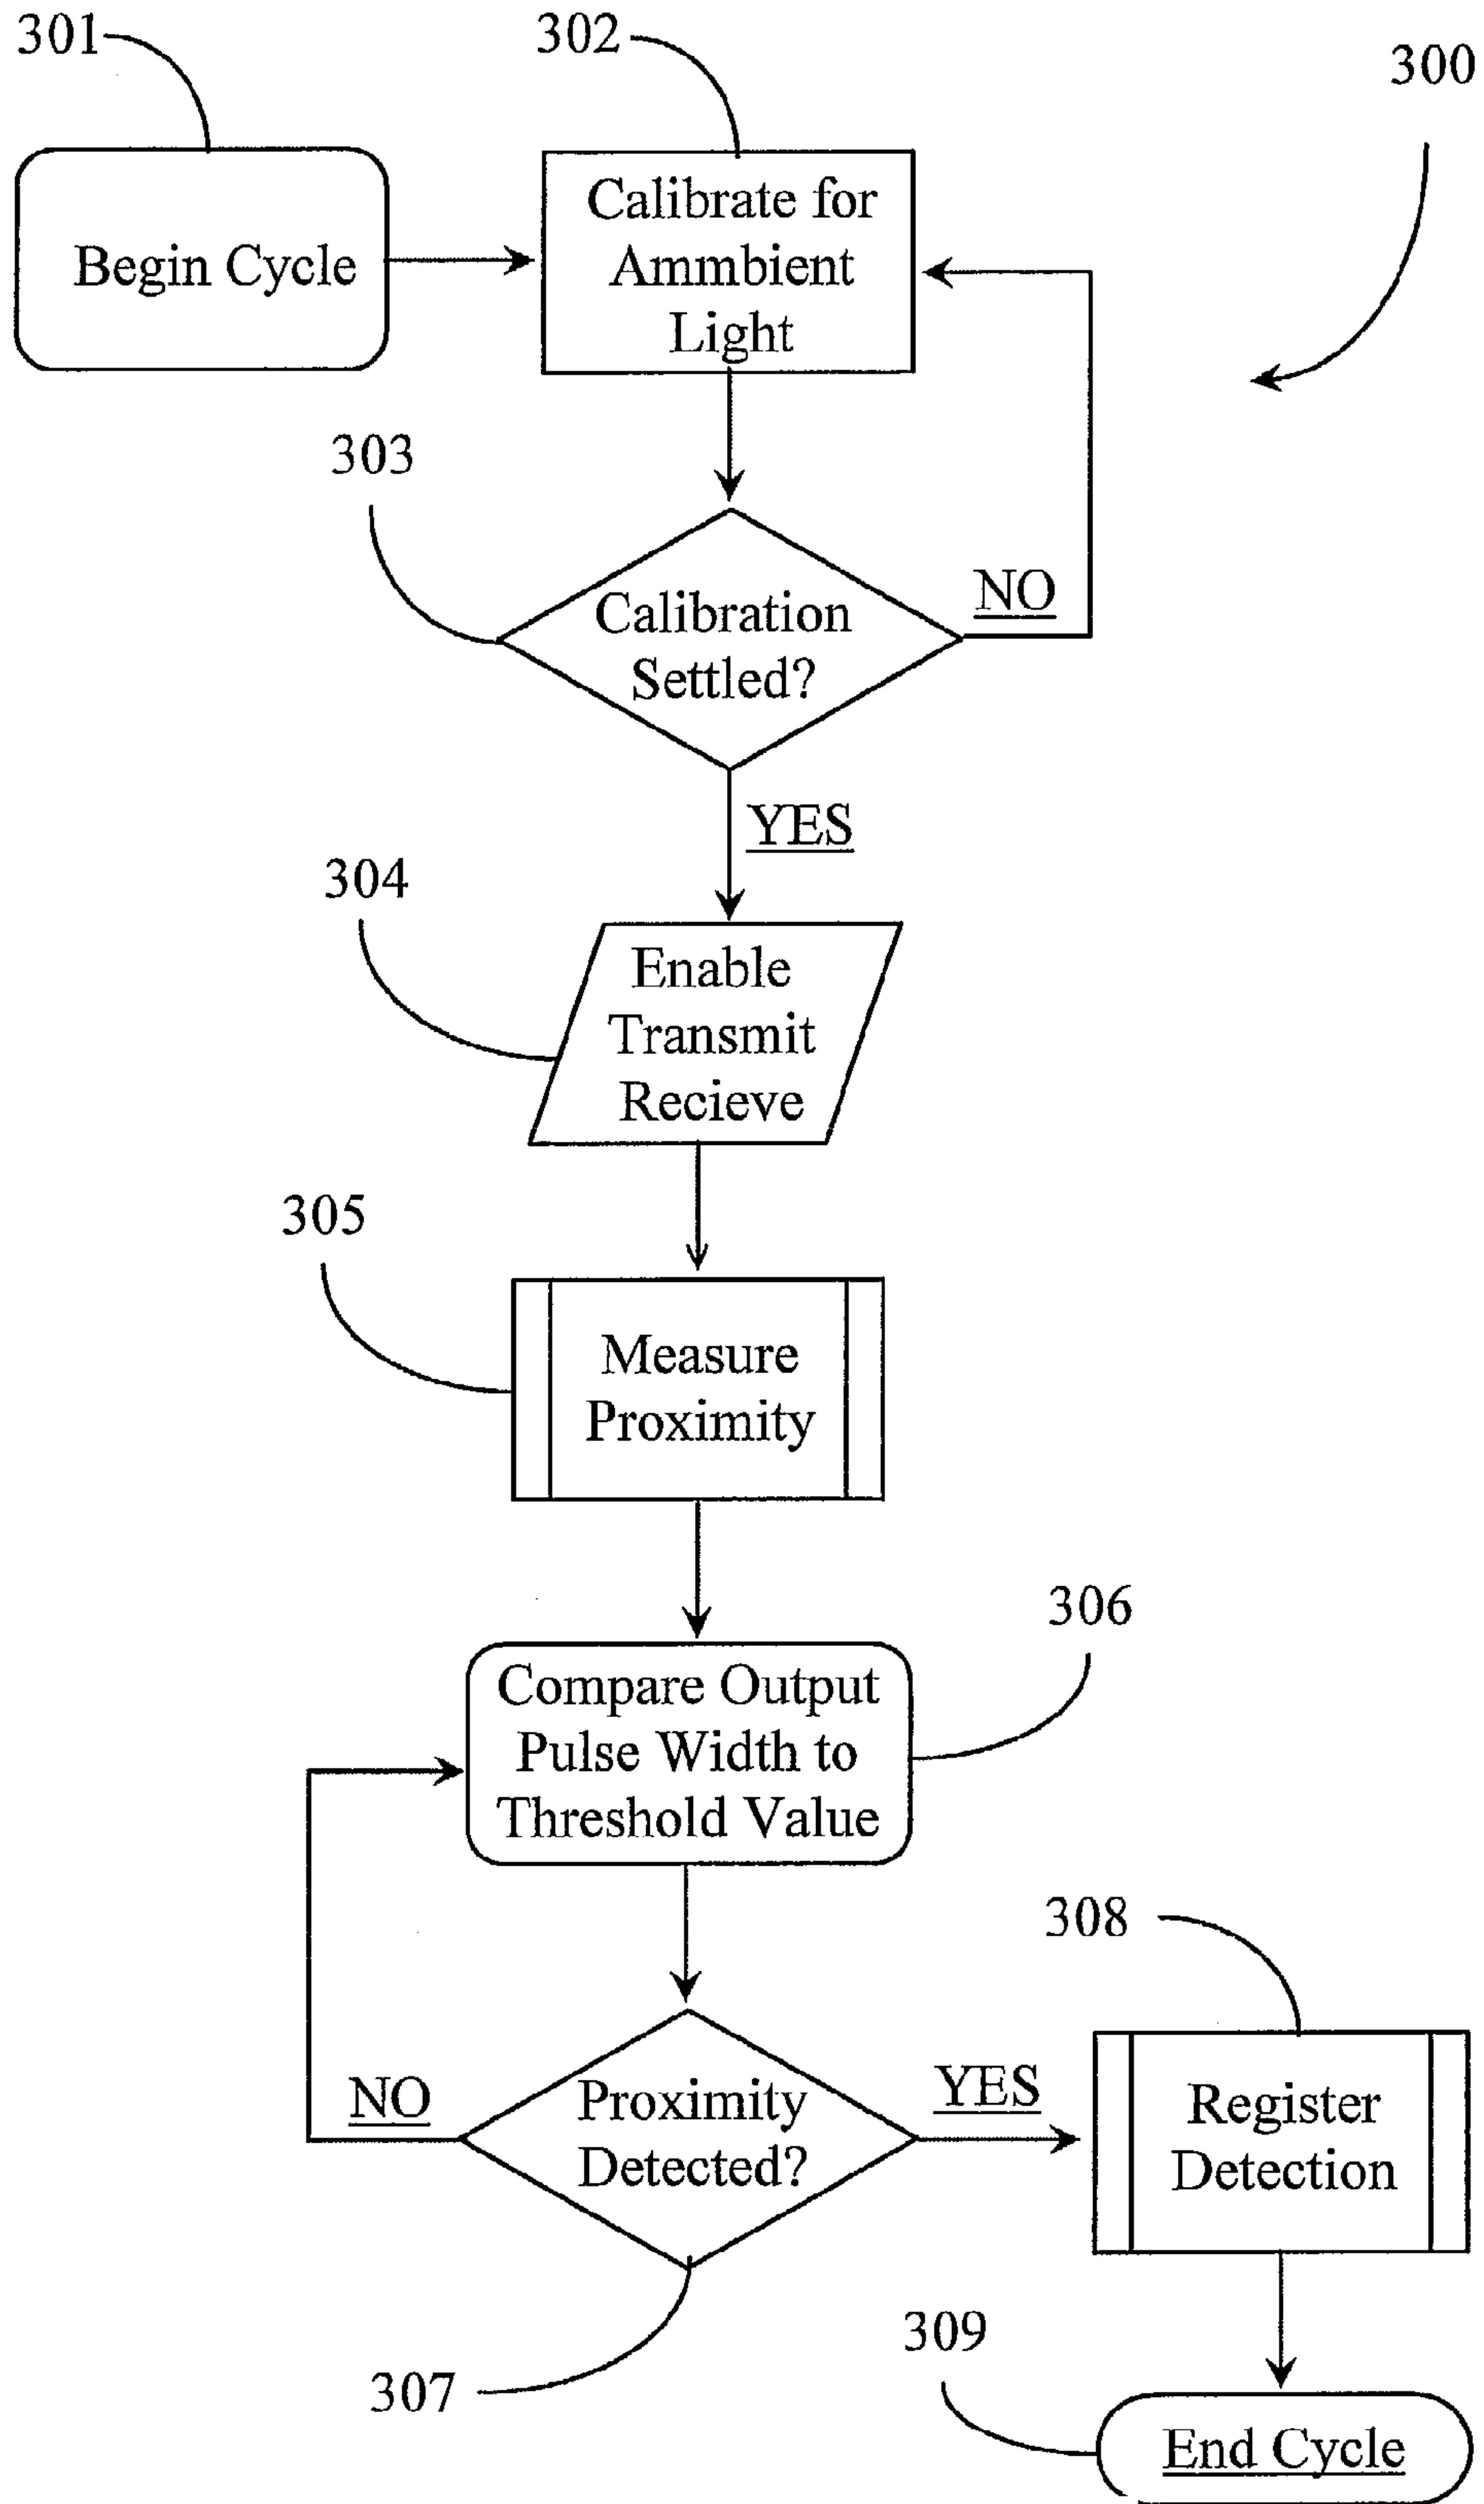 301
302
300
Begin Cycle
Calibrate for
Ammbient
Light
303
Calibration
Settled?
NO
YES
304
Enable
Transmit
Recieve
305
Measure
Proximity
306
Compare Output
Pulse Width to
Threshold Value
308
NO
Proximity
Detected?
YES
Register
Detection
309
307
End Cycle